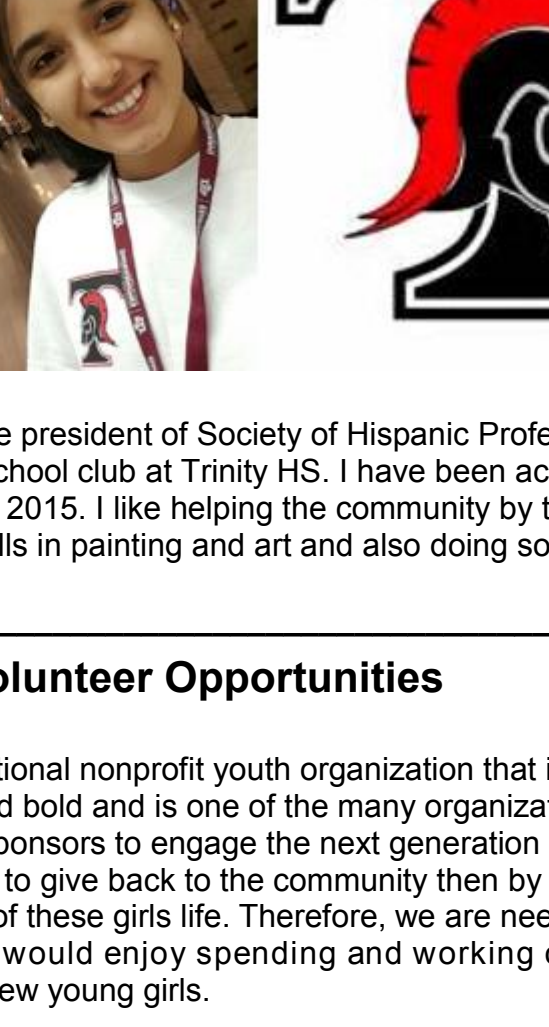 e president of Society of Hispanic Profe
chool club at Trinity HS. I have been ac
2015. I like helping the community by t
lls in painting and art and also doing so
olunteer Opportunities
tional nonprofit youth organization that i
d bold and is one of the many organizat
ponsors to engage the next generation
to give back to the community then by
of these girls life. Therefore, we are nee
would enjoy spending and working o
ew young girls.